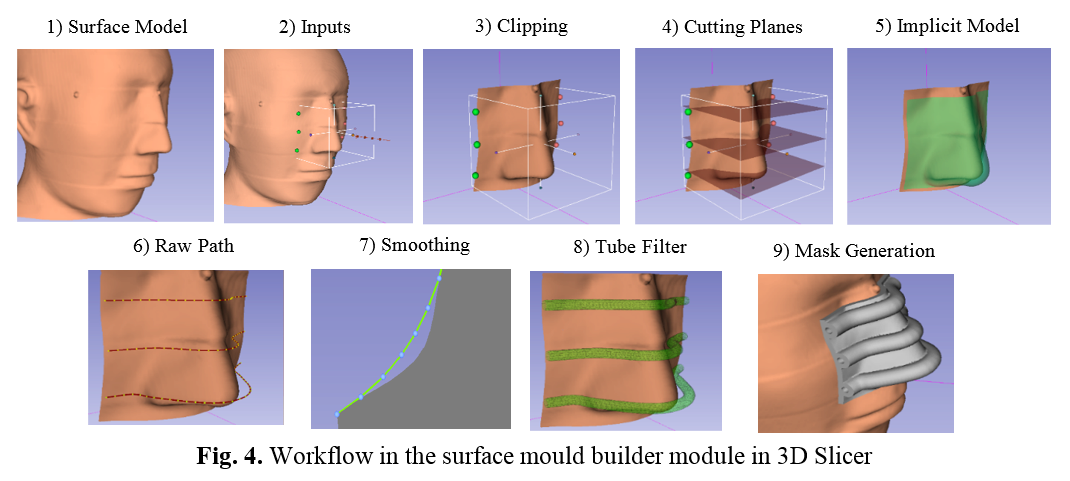 1) Surface Model
2) Inputs
3) Clipping
4) Cutting Planes
5) Implicit Model
6) Raw Path
7) Smoothing
8) Tube Filter
9) Mask Generation
Fig. 4. Workflow in the surface mould builder module in 3D Slicer